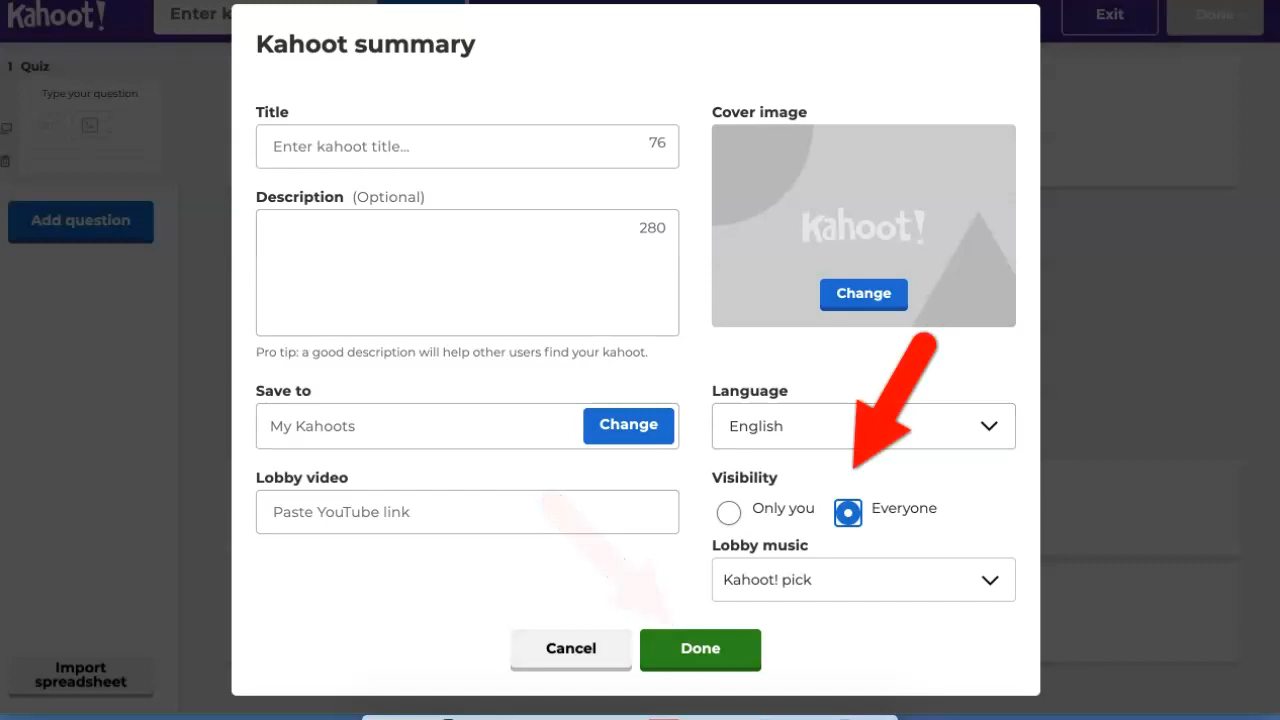 Kahoot!
Enter k
Exit
Done
Kahoot summary
1 Quiz
Type your question
Add question
Import
spreadsheet
Title
Enter kahoot title...
76
Description (Optional)
280
Pro tip: a good description will help other users find your kahoot.
Save to
My Kahoots
Change
Lobby video
Paste YouTube link
Cover image
Kahoot!
Change
Language
English
Visibility
Only you
Everyone
Lobby music
Kahoot! pick
Cancel
Done